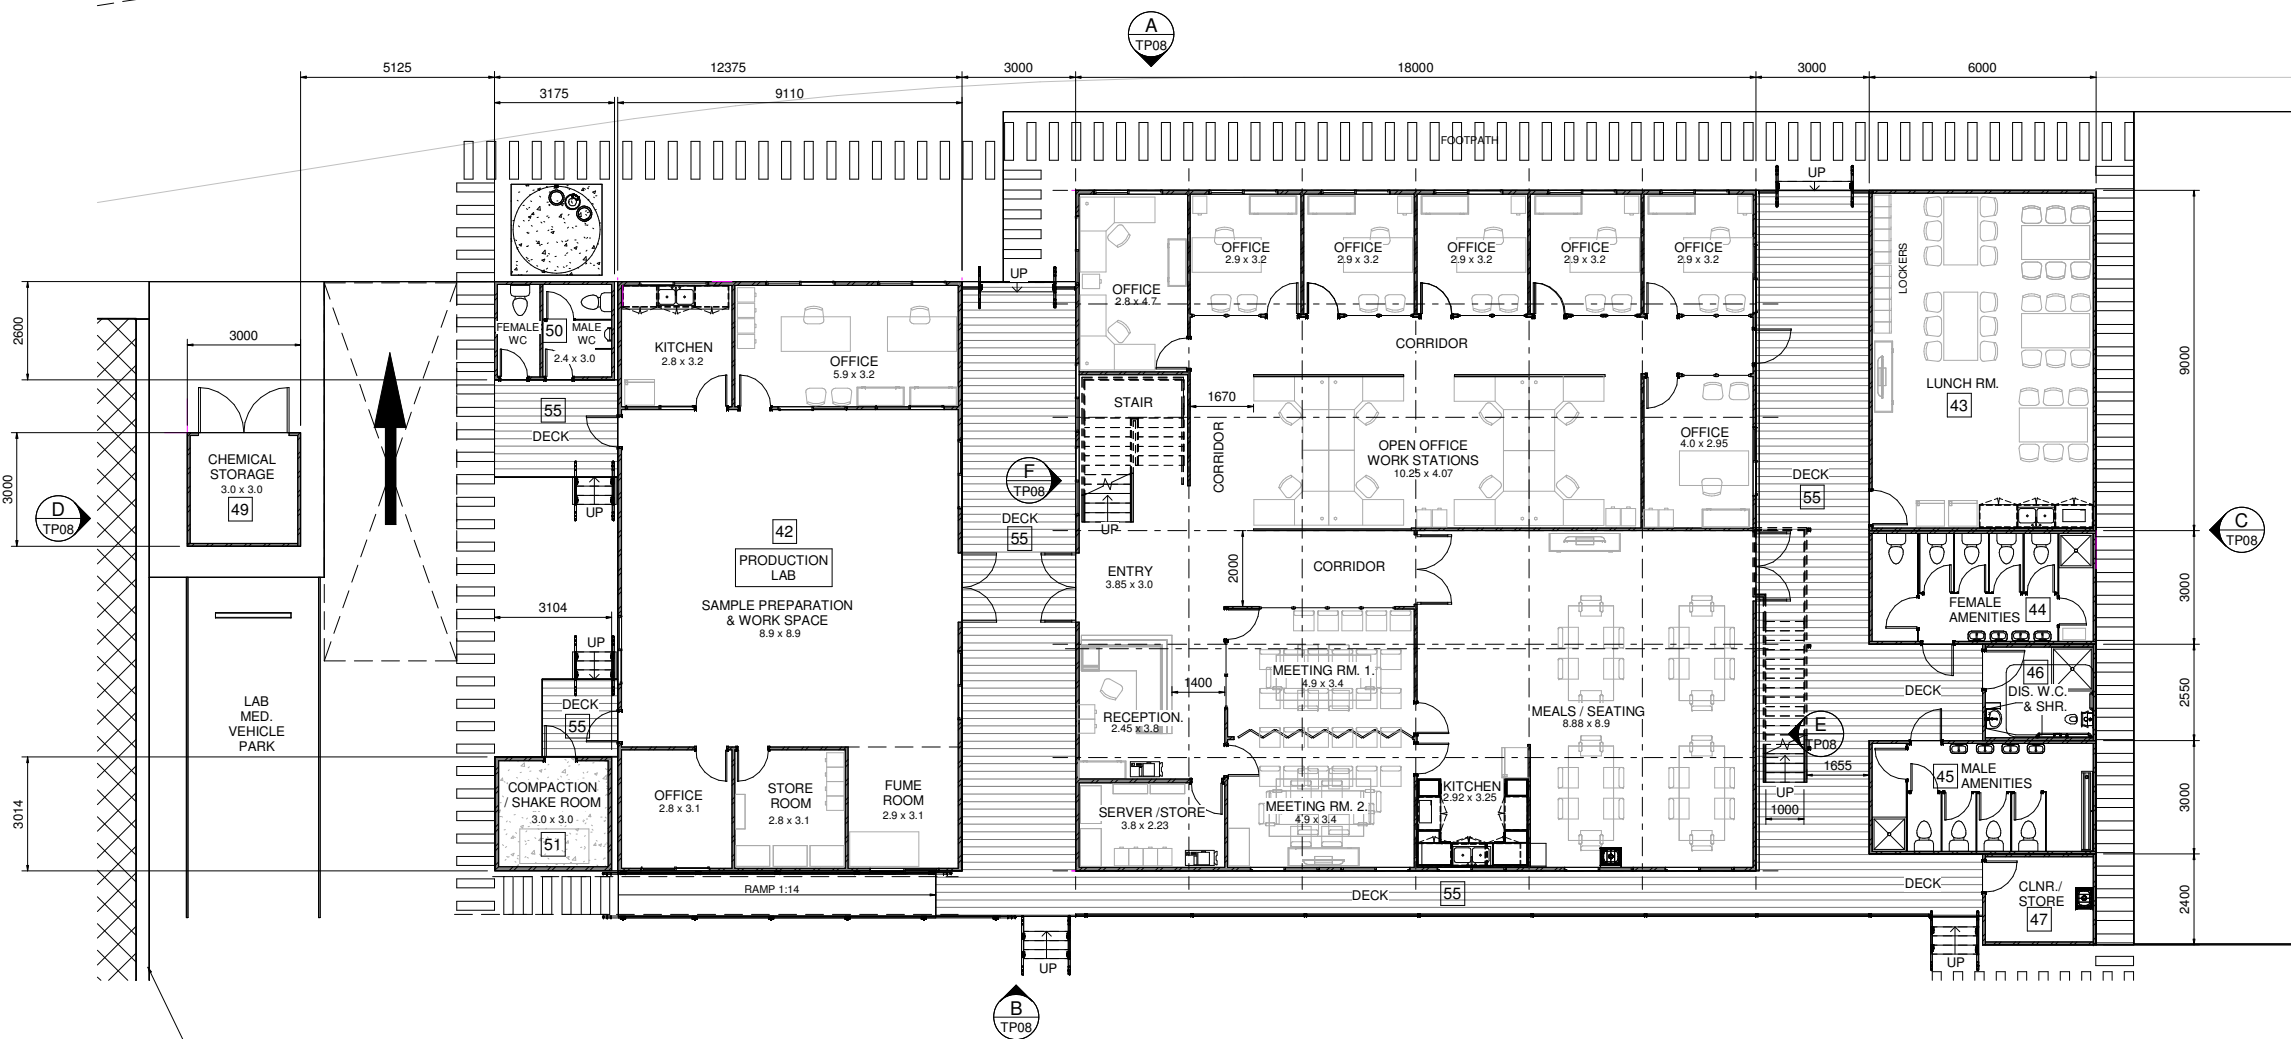 A
TP08
5125
12375
3000
18000
3000
6000
3175
9110
FOOTPATH
UP
UP
OFFICE
2.8 x 4.7
OFFICE
2.9 x 3.2
OFFICE
2.9 x 3.2
OFFICE
2.9 x 3.2
OFFICE
2.9 x 3.2
OFFICE
2.9 x 3.2
LOCKERS
LUNCH RM.
43
9000
2600
3000
FEMALE
WC
50
MALE
WC
2.4 x 3.0
KITCHEN
2.8 x 3.2
OFFICE
5.9 x 3.2
CORRIDOR
STAIR
UP
1670
CORRIDOR
OPEN OFFICE
WORK STATIONS
10.25 x 4.07
OFFICE
4.0 x 2.95
DECK
55
55
DECK
UP
CHEMICAL
STORAGE
3.0 x 3.0
49
3000
D
TP08
F
TP08
DECK
55
C
TP08
42
PRODUCTION
LAB
SAMPLE PREPARATION
& WORK SPACE
8.9 x 8.9
ENTRY
3.85 x 3.0
2000
CORRIDOR
FEMALE
AMENITIES
44
3000
3104
UP
DECK
55
LAB
MED.
VEHICLE
PARK
1400
RECEPTION.
2.45 x 3.8
MEETING RM. 1.
4.9 x 3.4
MEALS / SEATING
8.88 x 8.9
DECK
46
DIS. W.C.
& SHR.
2550
E
TP08
1655
UP
1000
45
MALE
AMENITIES
3000
3014
COMPACTION
/ SHAKE ROOM
3.0 x 3.0
51
OFFICE
2.8 x 3.1
STORE
ROOM
2.8 x 3.1
FUME
ROOM
2.9 x 3.1
SERVER /STORE
3.8 x 2.23
MEETING RM. 2.
4.9 x 3.4
KITCHEN
2.92 x 3.25
RAMP 1:14
DECK
55
DECK
CLNR./
STORE
47
2400
UP
UP
B
TP08